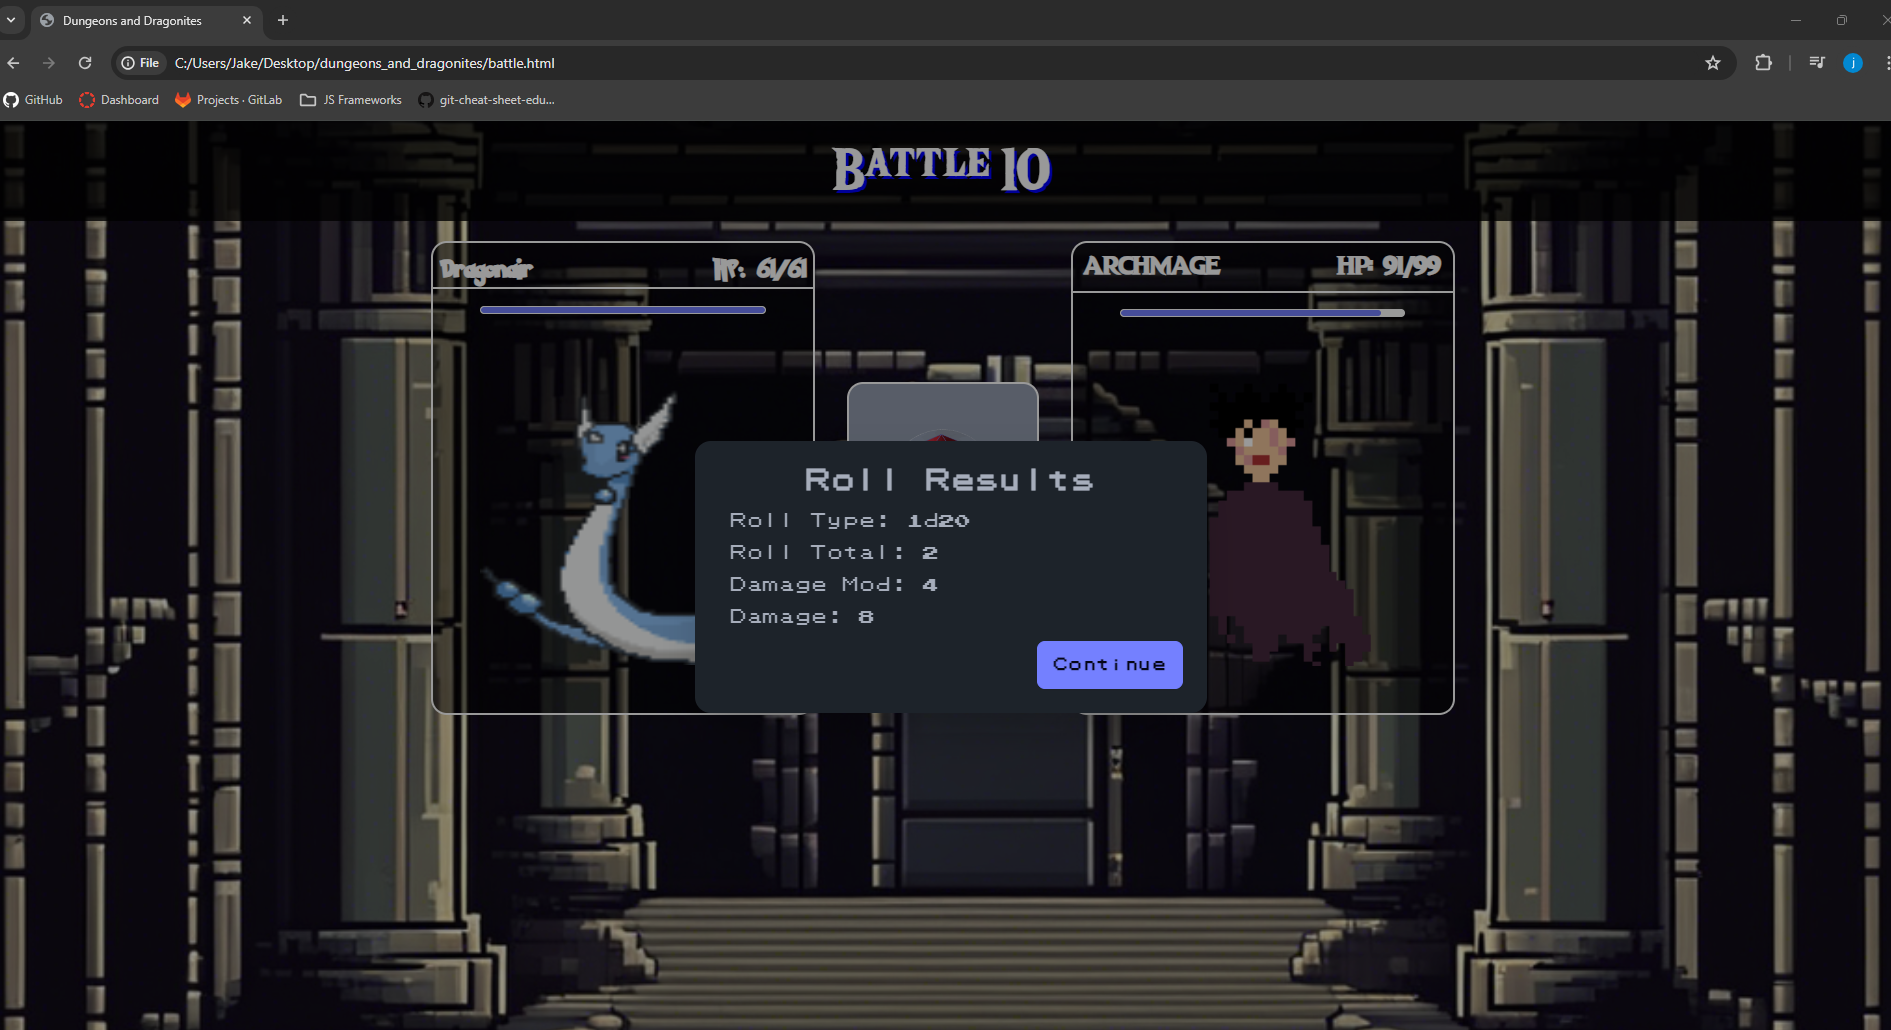 Dungeons and Dragonites
File C:/Users/Jake/Desktop/dungeons_and_dragonites/battle.html
j
GitHub Dashboard Projects · GitLab JS Frameworks git-cheat-sheet-edu...
BATTLE 10
Dragonair HP: 61/61
ARCHMAGE HP: 91/99
Roll Results
Roll Type: 1d20
Roll Total: 2
Damage Mod: 4
Damage: 8
Continue